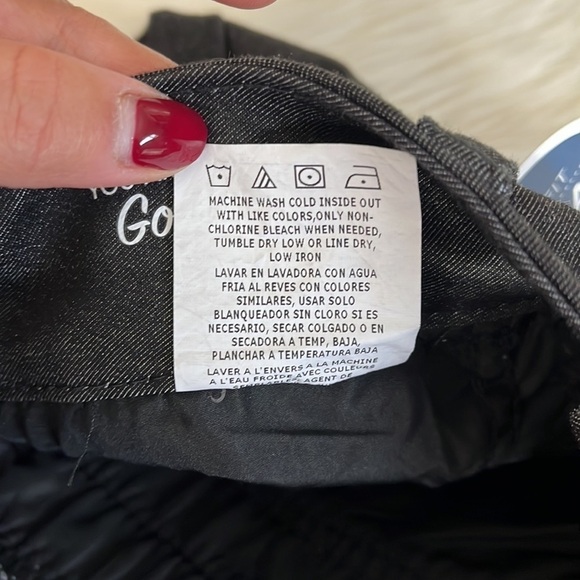 Go
MACHINE WASH COLD INSIDE OUT
WITH LIKE COLORS,ONLY NON-
CHLORINE BLEACH WHEN NEEDED,
TUMBLE DRY LOW OR LINE DRY,
LOW IRON
LAVAR EN LAVADORA CON AGUA
FRIA AL REVES CON COLORES
SIMILARES, USAR SOLO
BLANQUEADOR SIN CLORO SI ES
NECESARIO, SECAR COLGADO O EN
SECADORA A TEMP, BAJA,
PLANCHAR A TEMPERATURA BAJA
LAVER A L'ENVERS A LA MACHINE
A L'EAU FROIDE AVEC COULEURS
AGENT DE